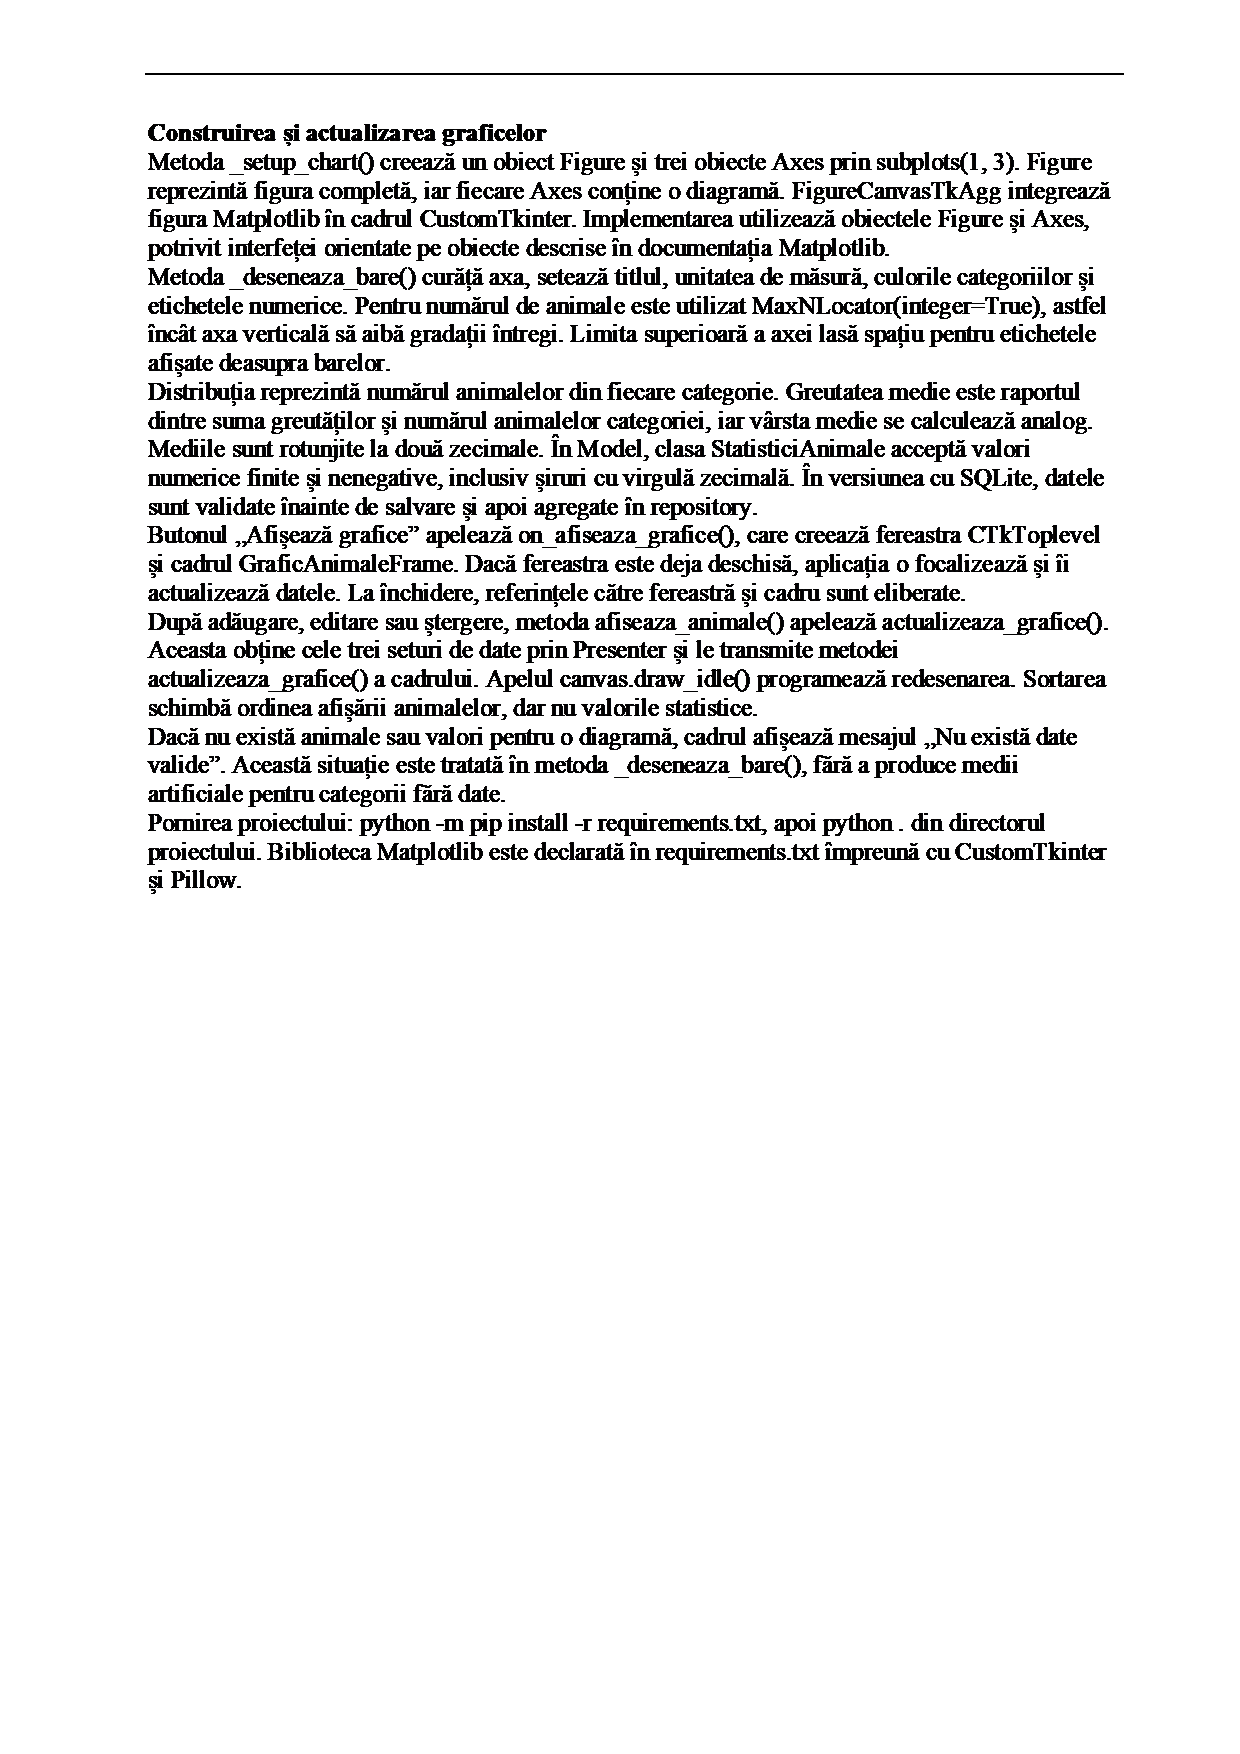 Construirea și actualizarea graficelor
Metoda _setup_chart() creează un obiect Figure și trei obiecte Axes prin subplots(1, 3). Figure
reprezintă figura completă, iar fiecare Axes conține o diagramă. FigureCanvasTkAgg integrează
figura Matplotlib în cadrul CustomTkinter. Implementarea utilizează obiectele Figure și Axes,
potrivit interfeței orientate pe obiecte descrise în documentația Matplotlib.
Metoda _deseneaza_bare() curăță axa, setează titlul, unitatea de măsură, culorile categoriilor și
etichetele numerice. Pentru numărul de animale este utilizat MaxNLocator(integer=True), astfel
încât axa verticală să aibă gradații întregi. Limita superioară a axei lasă spațiu pentru etichetele
afișate deasupra barelor.
Distribuția reprezintă numărul animalelor din fiecare categorie. Greutatea medie este raportul
dintre suma greutăților și numărul animalelor categoriei, iar vârsta medie se calculează analog.
Mediile sunt rotunjite la două zecimale. În Model, clasa StatisticiAnimale acceptă valori
numerice finite și nenegative, inclusiv șiruri cu virgulă zecimală. În versiunea cu SQLite, datele
sunt validate înainte de salvare și apoi agregate în repository.
Butonul „Afișează grafice” apelează on_afiseaza_grafice(), care creează fereastra CTkToplevel
și cadrul GraficAnimaleFrame. Dacă fereastra este deja deschisă, aplicația o focalizează și îi
actualizează datele. La închidere, referințele către fereastră și cadru sunt eliberate.
După adăugare, editare sau ștergere, metoda afiseaza_animale() apelează actualizeaza_grafice().
Aceasta obține cele trei seturi de date prin Presenter și le transmite metodei
actualizeaza_grafice() a cadrului. Apelul canvas.draw_idle() programează redesenarea. Sortarea
schimbă ordinea afișării animalelor, dar nu valorile statistice.
Dacă nu există animale sau valori pentru o diagramă, cadrul afișează mesajul „Nu există date
valide”. Această situație este tratată în metoda _deseneaza_bare(), fără a produce medii
artificiale pentru categorii fără date.
Pornirea proiectului: python -m pip install -r requirements.txt, apoi python . din directorul
proiectului. Biblioteca Matplotlib este declarată în requirements.txt împreună cu CustomTkinter
și Pillow.